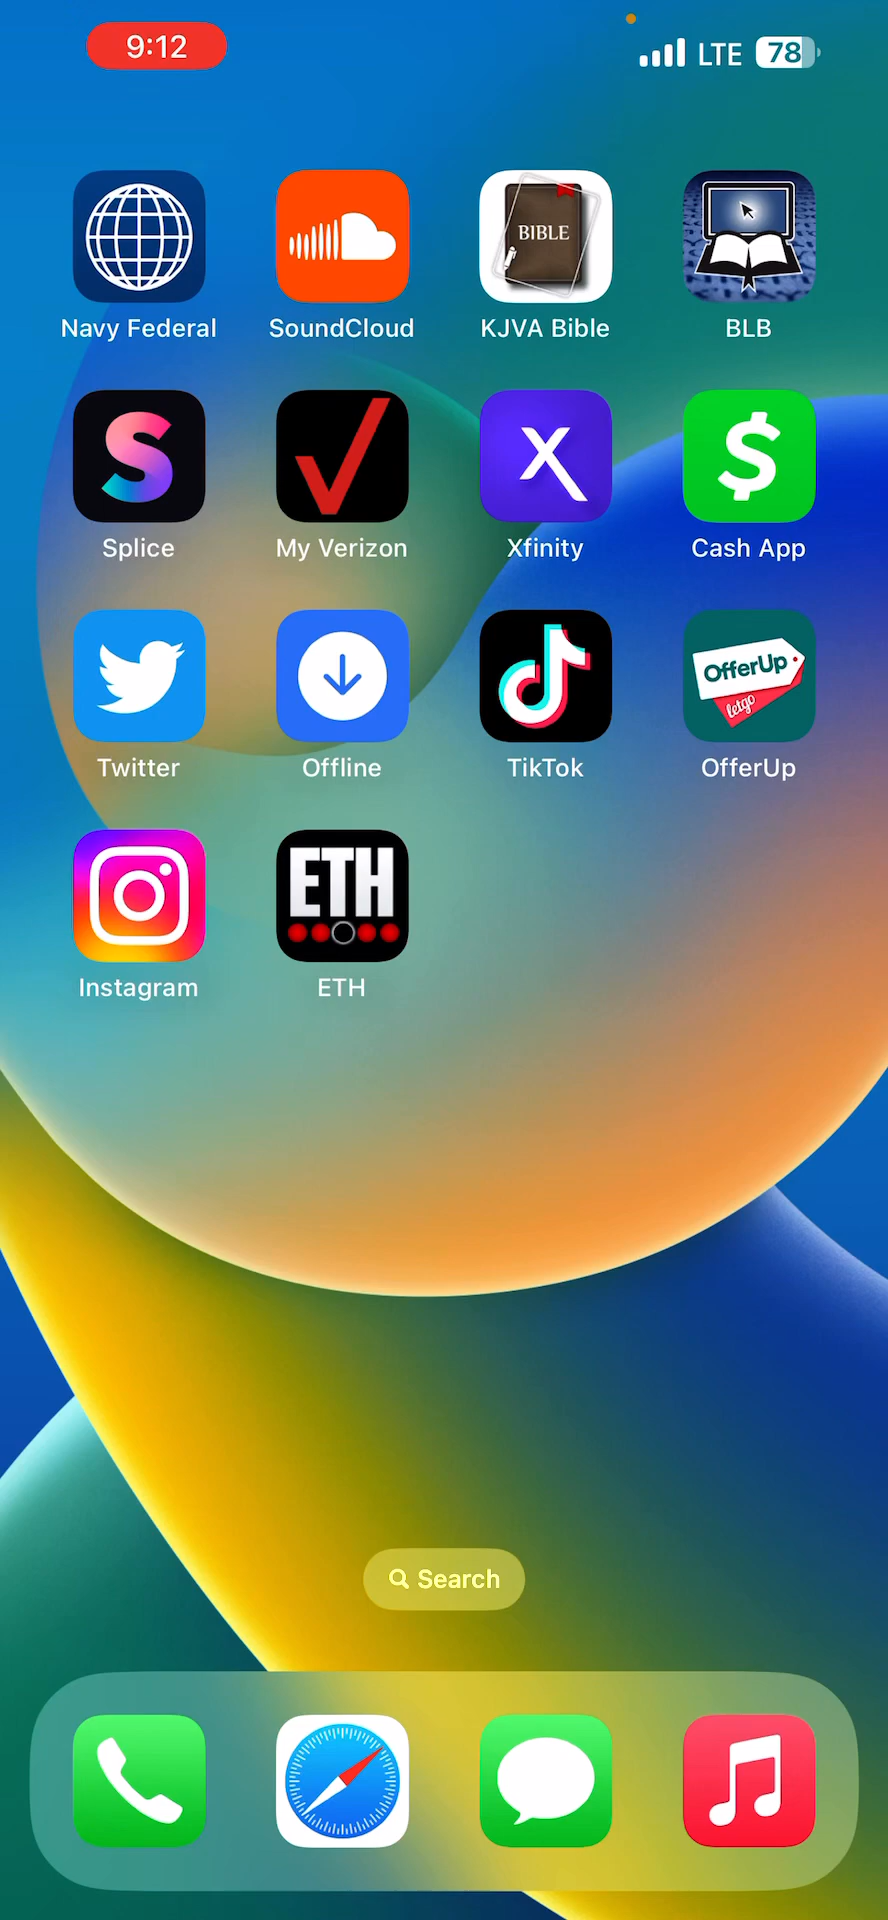 9:12
LTE 78
BIBLE
Navy Federal SoundCloud KJVA Bible BLB
Splice My Verizon Xfinity Cash App
OfferUp
letgo
Twitter Offline TikTok OfferUp
ETH
Instagram ETH
Search